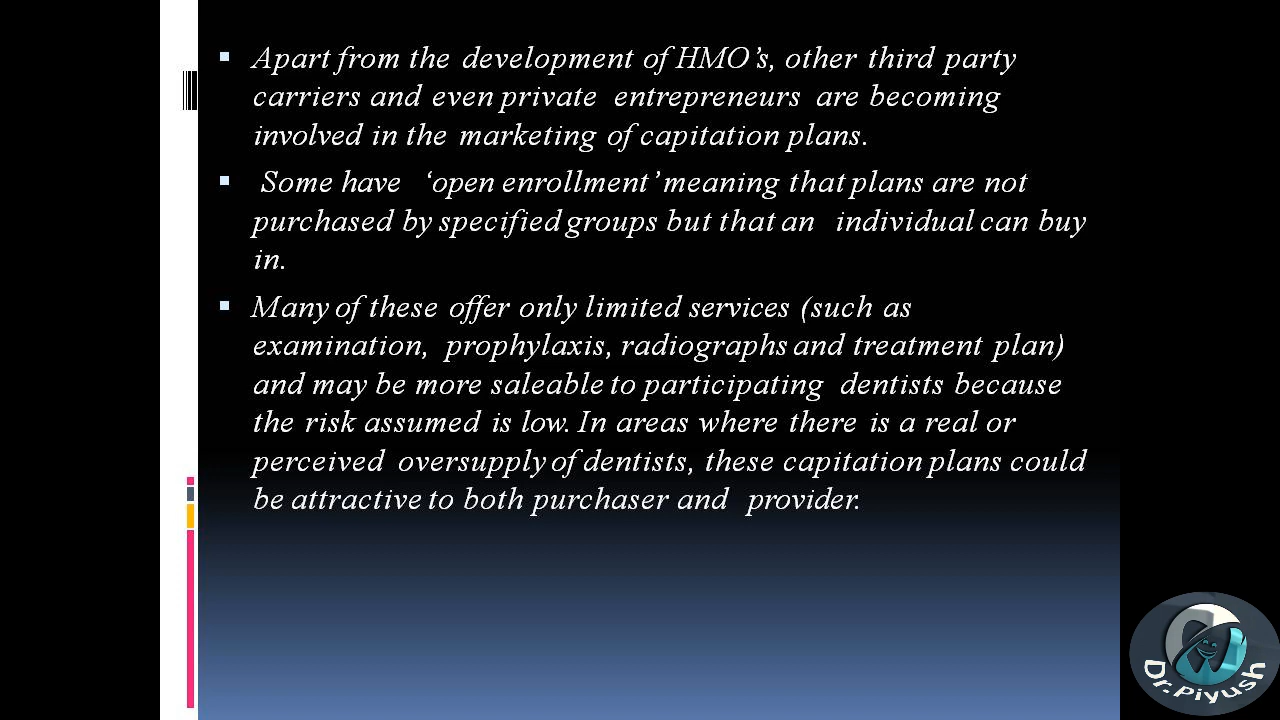 Apart from the development of HMO's, other third party
carriers and even private entrepreneurs are becoming
involved in the marketing of capitation plans.
Some have 'open enrollment' meaning that plans are not
purchased by specified groups but that an individual can buy
in.
Many of these offer only limited services (such as
examination, prophylaxis, radiographs and treatment plan)
and may be more saleable to participating dentists because
the risk assumed is low. In areas where there is a real or
perceived oversupply of dentists, these capitation plans could
be attractive to both purchaser and provider.
Dr.Piyush